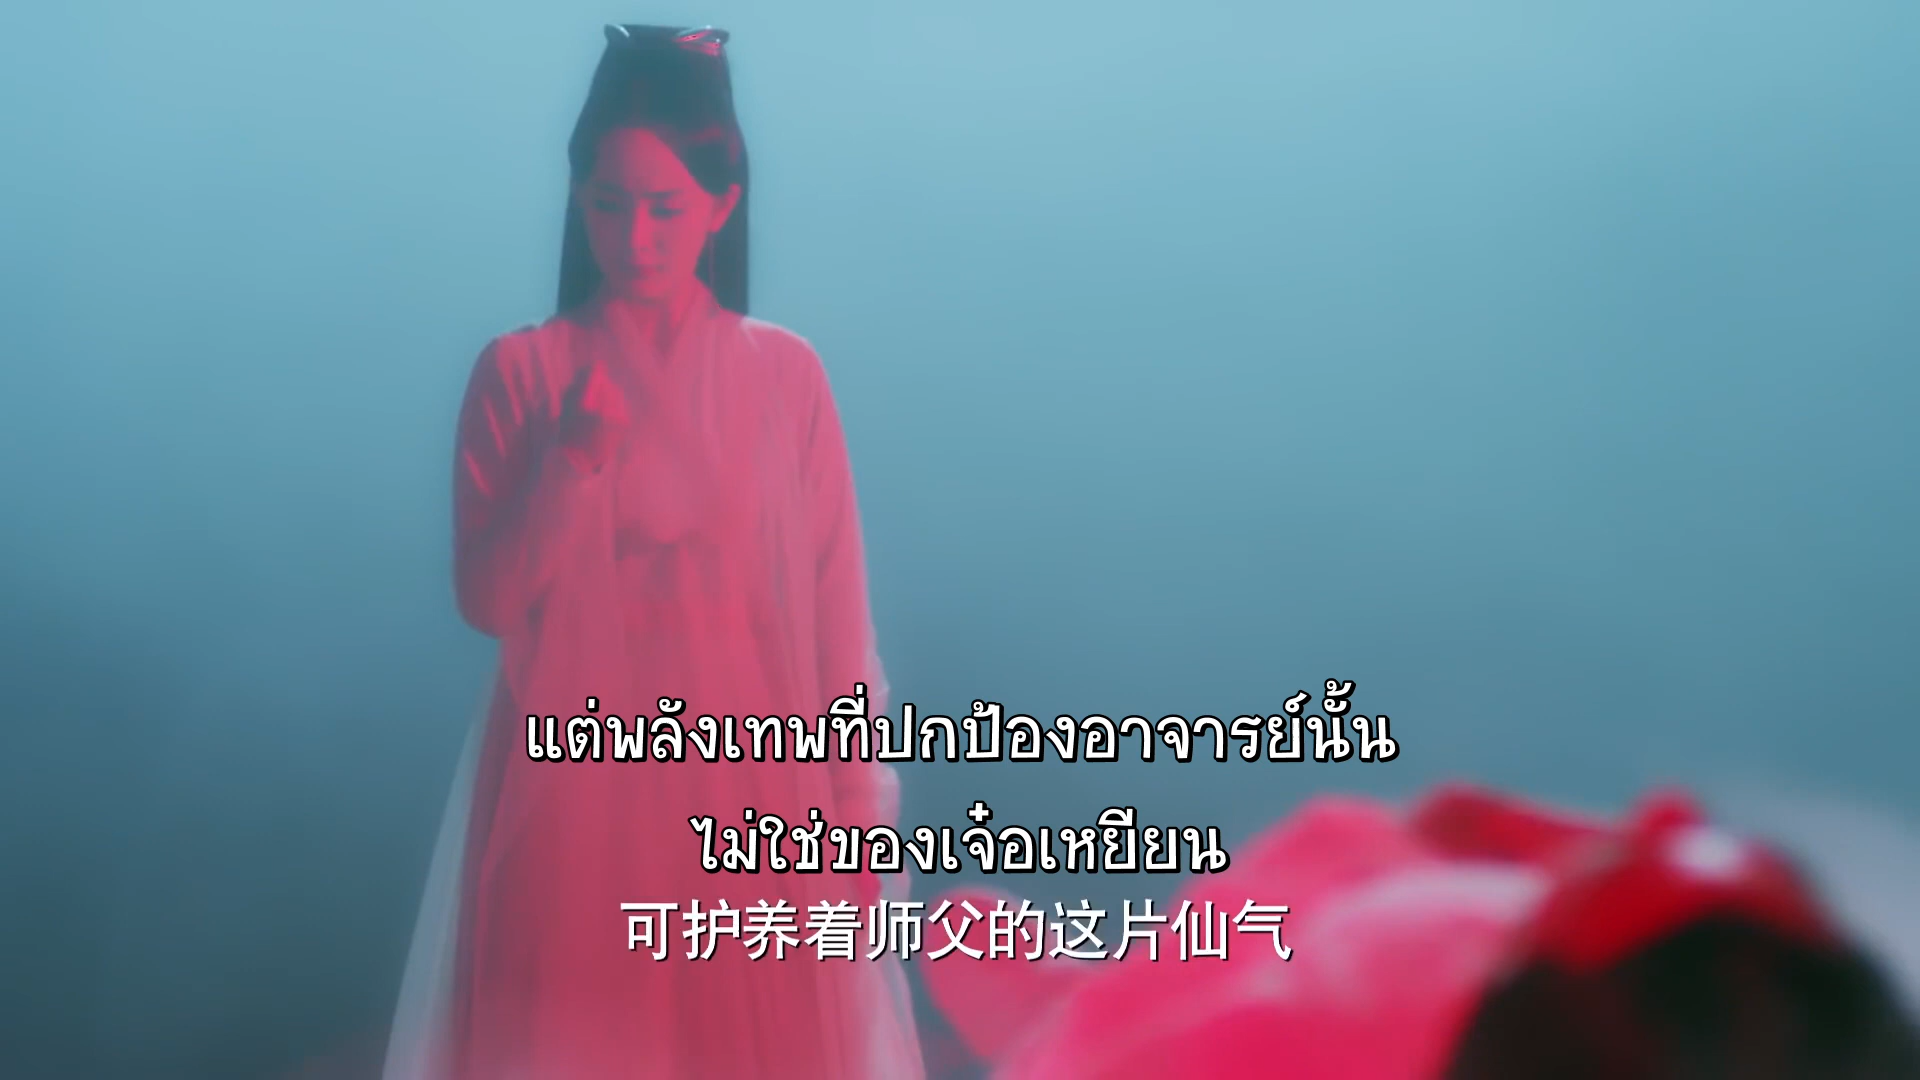 แต่พลังเทพที่ปกป้องอาจารย์นั้น
ไม่ใช่ของเจ๋อเหยียน
可护养着师父的这片仙气